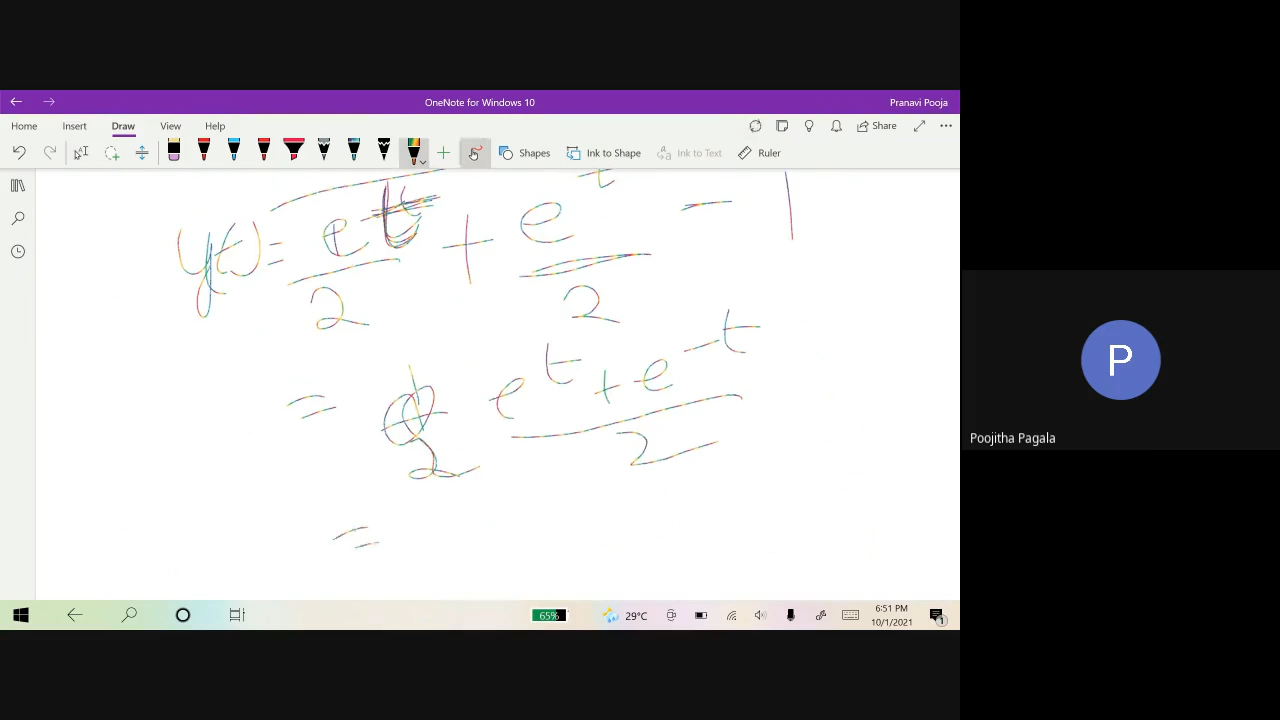 OneNote for Windows 10
Pranavi Pooja
Home Insert Draw View Help
Share
Shapes Ink to Shape Ink to Text Ruler
y(t) = e^-t/2 + e^t/2 - 1
= e^t + e^-t/2
=
P
Poojitha Pagala
65%
29°C
6:51 PM
10/1/2021
1